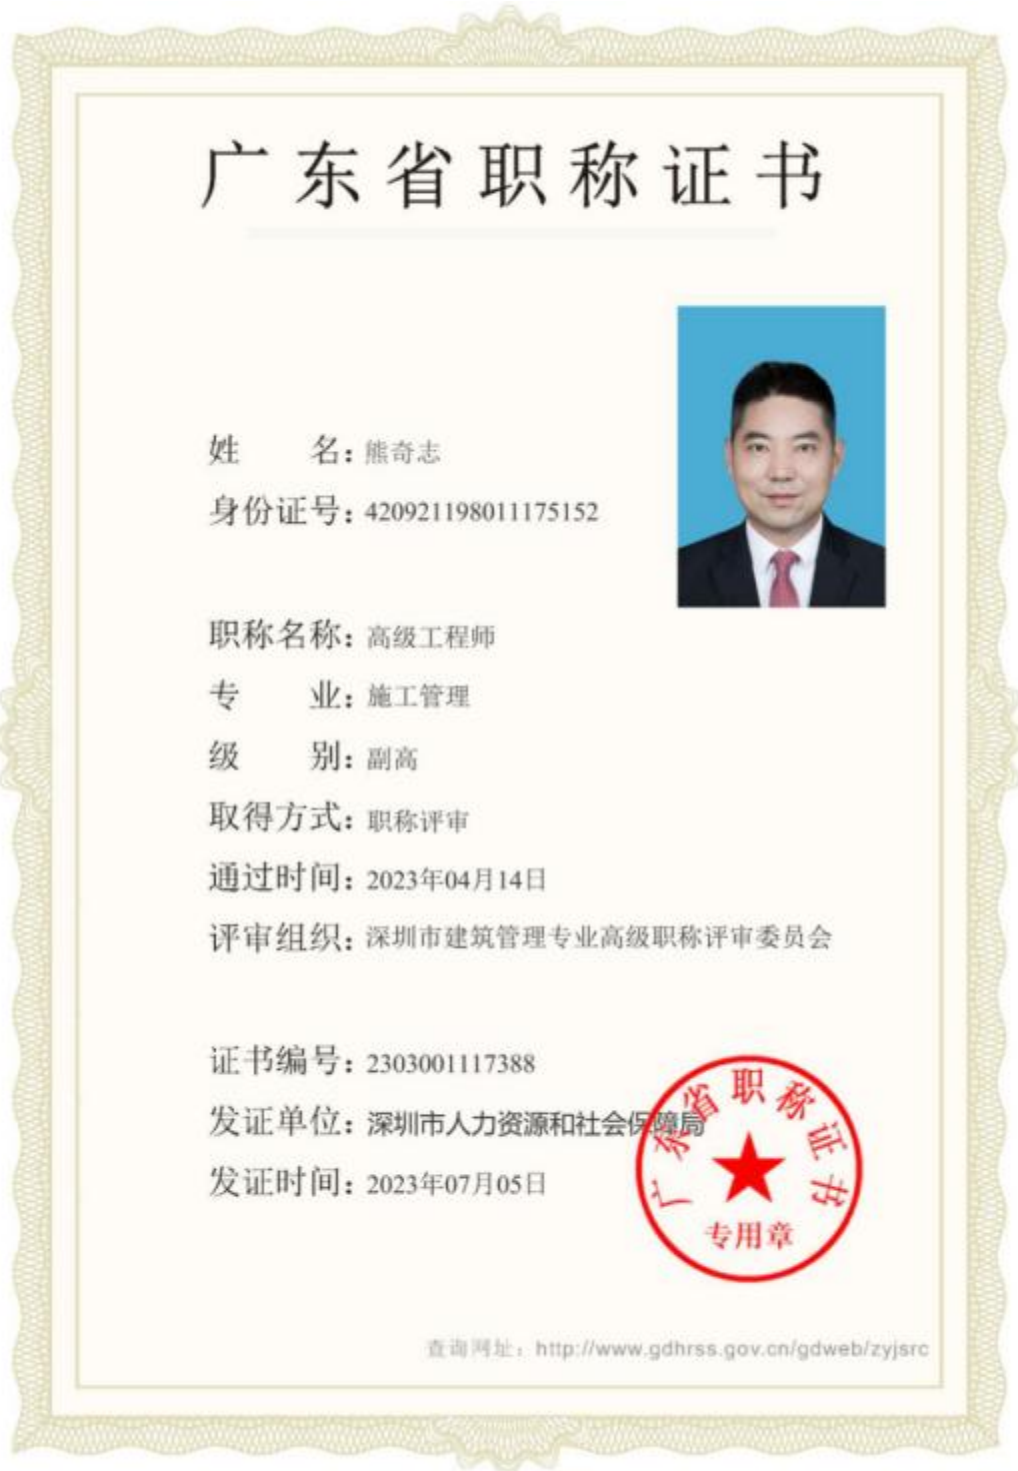 广东省职称证书
姓 名：熊奇志
身份证号：420921198011175152
职称名称：高级工程师
专 业：施工管理
级 别：副高
取得方式：职称评审
通过时间：2023年04月14日
评审组织：深圳市建筑管理专业高级职称评审委员会
证书编号：2303001117388
发证单位：深圳市人力资源和社会保障局
发证时间：2023年07月05日
广东省职称证书
专用章
查询网址：http://www.gdhrss.gov.cn/gdweb/zyjsrc